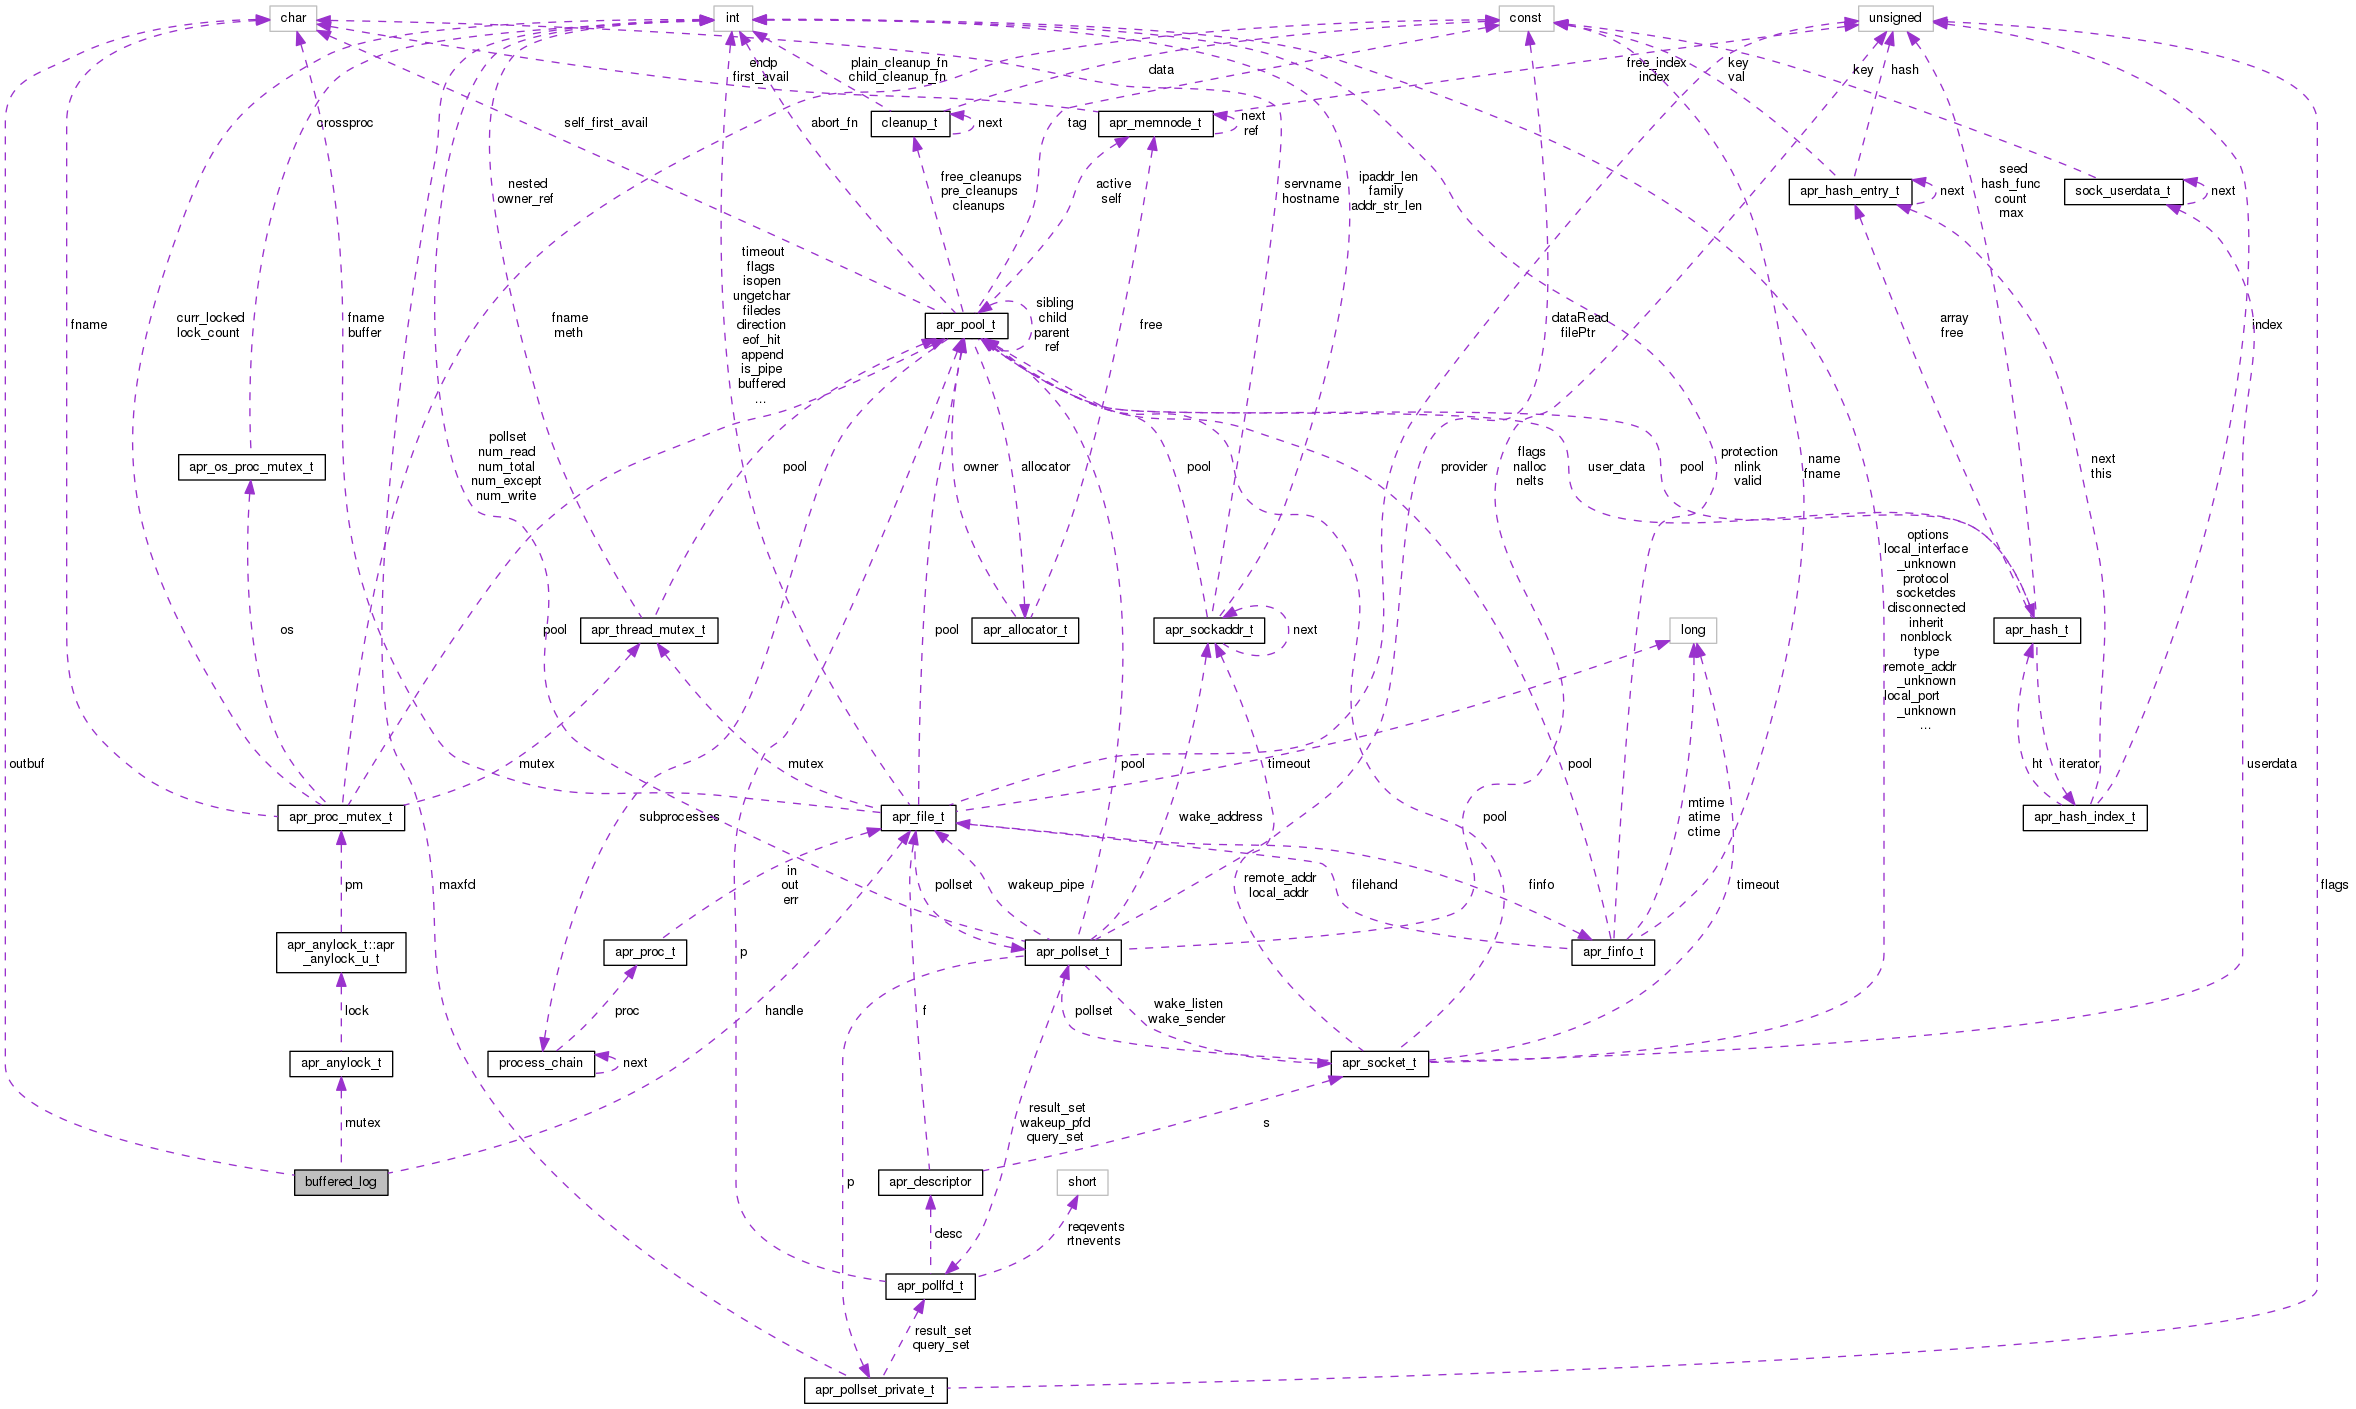 char
int
const
unsigned
endp
first_avail
plain_cleanup_fn
child_cleanup_fn
data
free_index
index
key
val
key
hash
crossproc
self_first_avail
abort_fn
cleanup_t
next
tag
apr_memnode_t
next
ref
nested
owner_ref
free_cleanups
pre_cleanups
cleanups
active
self
servname
hostname
ipaddr_len
family
addr_str_len
apr_hash_entry_t
next
seed
hash_func
count
max
sock_userdata_t
next
fname
curr_locked
lock_count
fname
buffer
fname
meth
timeout
flags
isopen
ungetchar
filedes
direction
eof_hit
append
is_pipe
buffered
...
apr_pool_t
sibling
child
parent
ref
free
dataRead
filePtr
array
free
index
apr_os_proc_mutex_t
pollset
num_read
num_total
num_except
num_write
pool
owner
allocator
pool
provider
flags
nalloc
nelts
user_data
pool
protection
nlink
valid
name
fname
next
this
os
pool
apr_thread_mutex_t
pool
apr_allocator_t
apr_sockaddr_t
next
long
options
local_interface
_unknown
protocol
socketdes
disconnected
inherit
nonblock
type
remote_addr
_unknown
local_port
_unknown
...
apr_hash_t
outbuf
mutex
mutex
pool
timeout
pool
ht
iterator
userdata
apr_proc_mutex_t
subprocesses
apr_file_t
wake_address
pool
mtime
atime
ctime
apr_hash_index_t
pm
maxfd
in
out
err
pollset
wakeup_pipe
remote_addr
local_addr
filehand
finfo
timeout
flags
apr_anylock_t::apr
_anylock_u_t
apr_proc_t
p
apr_pollset_t
apr_finfo_t
lock
proc
handle
f
pollset
wake_listen
wake_sender
apr_anylock_t
process_chain
next
apr_socket_t
mutex
result_set
wakeup_pfd
query_set
s
buffered_log
p
apr_descriptor
short
desc
reqevents
rtnevents
apr_pollfd_t
result_set
query_set
apr_pollset_private_t